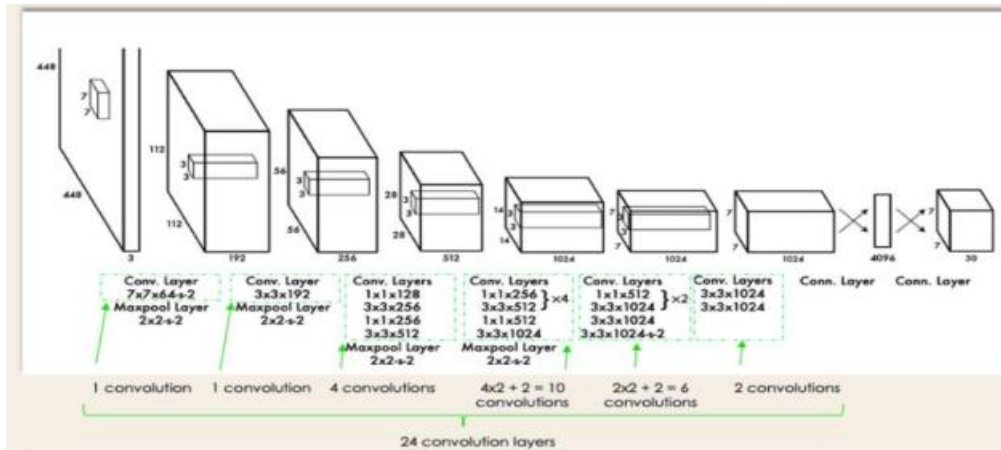 448
448
7
7
3
112
112
3
3
192
56
56
3
3
256
28
28
3
3
512
14
14
3
3
1024
7
7
3
3
1024
7
7
1024
4096
7
7
30
Conv. Layer
7x7x64-s-2
Maxpool Layer
2x2-s-2
Conv. Layer
3x3x192
Maxpool Layer
2x2-s-2
Conv. Layers
1x1x128
3x3x256
1x1x256
3x3x512
Maxpool Layer
2x2-s-2
Conv. Layers
1x1x256
3x3x512
}×4
1x1x512
3x3x1024
Maxpool Layer
2x2-s-2
Conv. Layers
1x1x512
3x3x1024
}×2
3x3x1024
3x3x1024-s-2
Conv. Layers
3x3x1024
3x3x1024
Conn. Layer
Conn. Layer
1 convolution
1 convolution
4 convolutions
4x2 + 2 = 10
convolutions
2x2 + 2 = 6
convolutions
2 convolutions
24 convolution layers